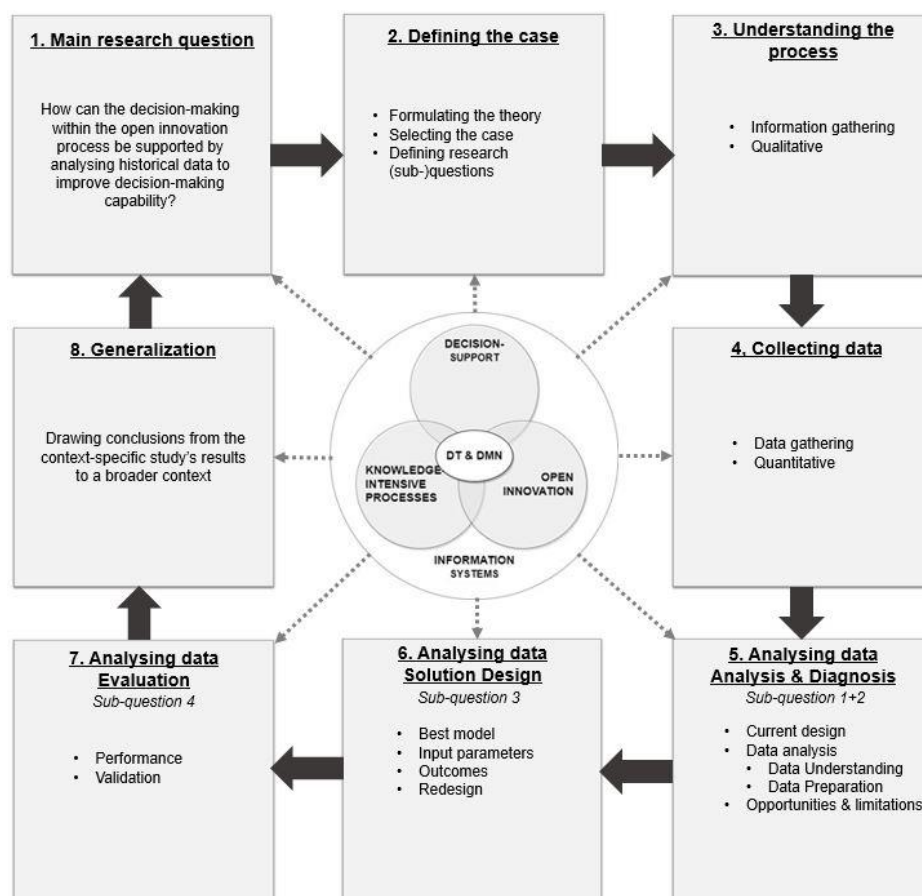 1. Main research question
How can the decision-making
within the open innovation
process be supported by
analysing historical data to
improve decision-making
capability?
2. Defining the case
• Formulating the theory
• Selecting the case
• Defining research
(sub-)questions
3. Understanding the
process
• Information gathering
• Qualitative
8. Generalization
Drawing conclusions from the
context-specific study's results
to a broader context
DECISION-
SUPPORT
DT & DMN
KNOWLEDGE-
INTENSIVE
PROCESSES
OPEN
INNOVATION
INFORMATION
SYSTEMS
4, Collecting data
• Data gathering
• Quantitative
7. Analysing data
Evaluation
Sub-question 4
• Performance
• Validation
6. Analysing data
Solution Design
Sub-question 3
• Best model
• Input parameters
• Outcomes
• Redesign
5. Analysing data
Analysis & Diagnosis
Sub-question 1+2
• Current design
• Data analysis
• Data Understanding
• Data Preparation
• Opportunities & limitations